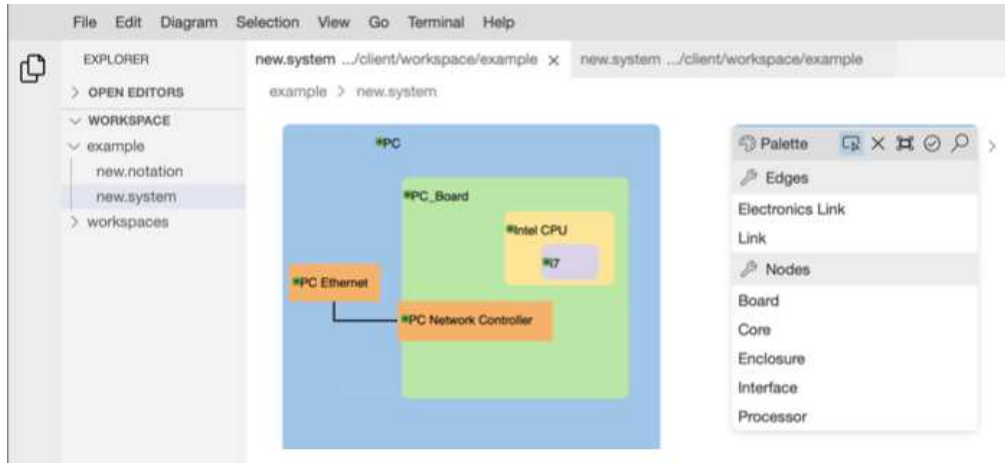 File Edit Diagram Selection View Go Terminal Help
EXPLORER
OPEN EDITORS
WORKSPACE
example
new.notation
new.system
workspaces
new.system .../client/workspace/example
new.system .../client/workspace/example
example > new.system
PC
PC_Board
Intel CPU
i7
PC Ethernet
PC Network Controller
Palette
Edges
Electronics Link
Link
Nodes
Board
Core
Enclosure
Interface
Processor